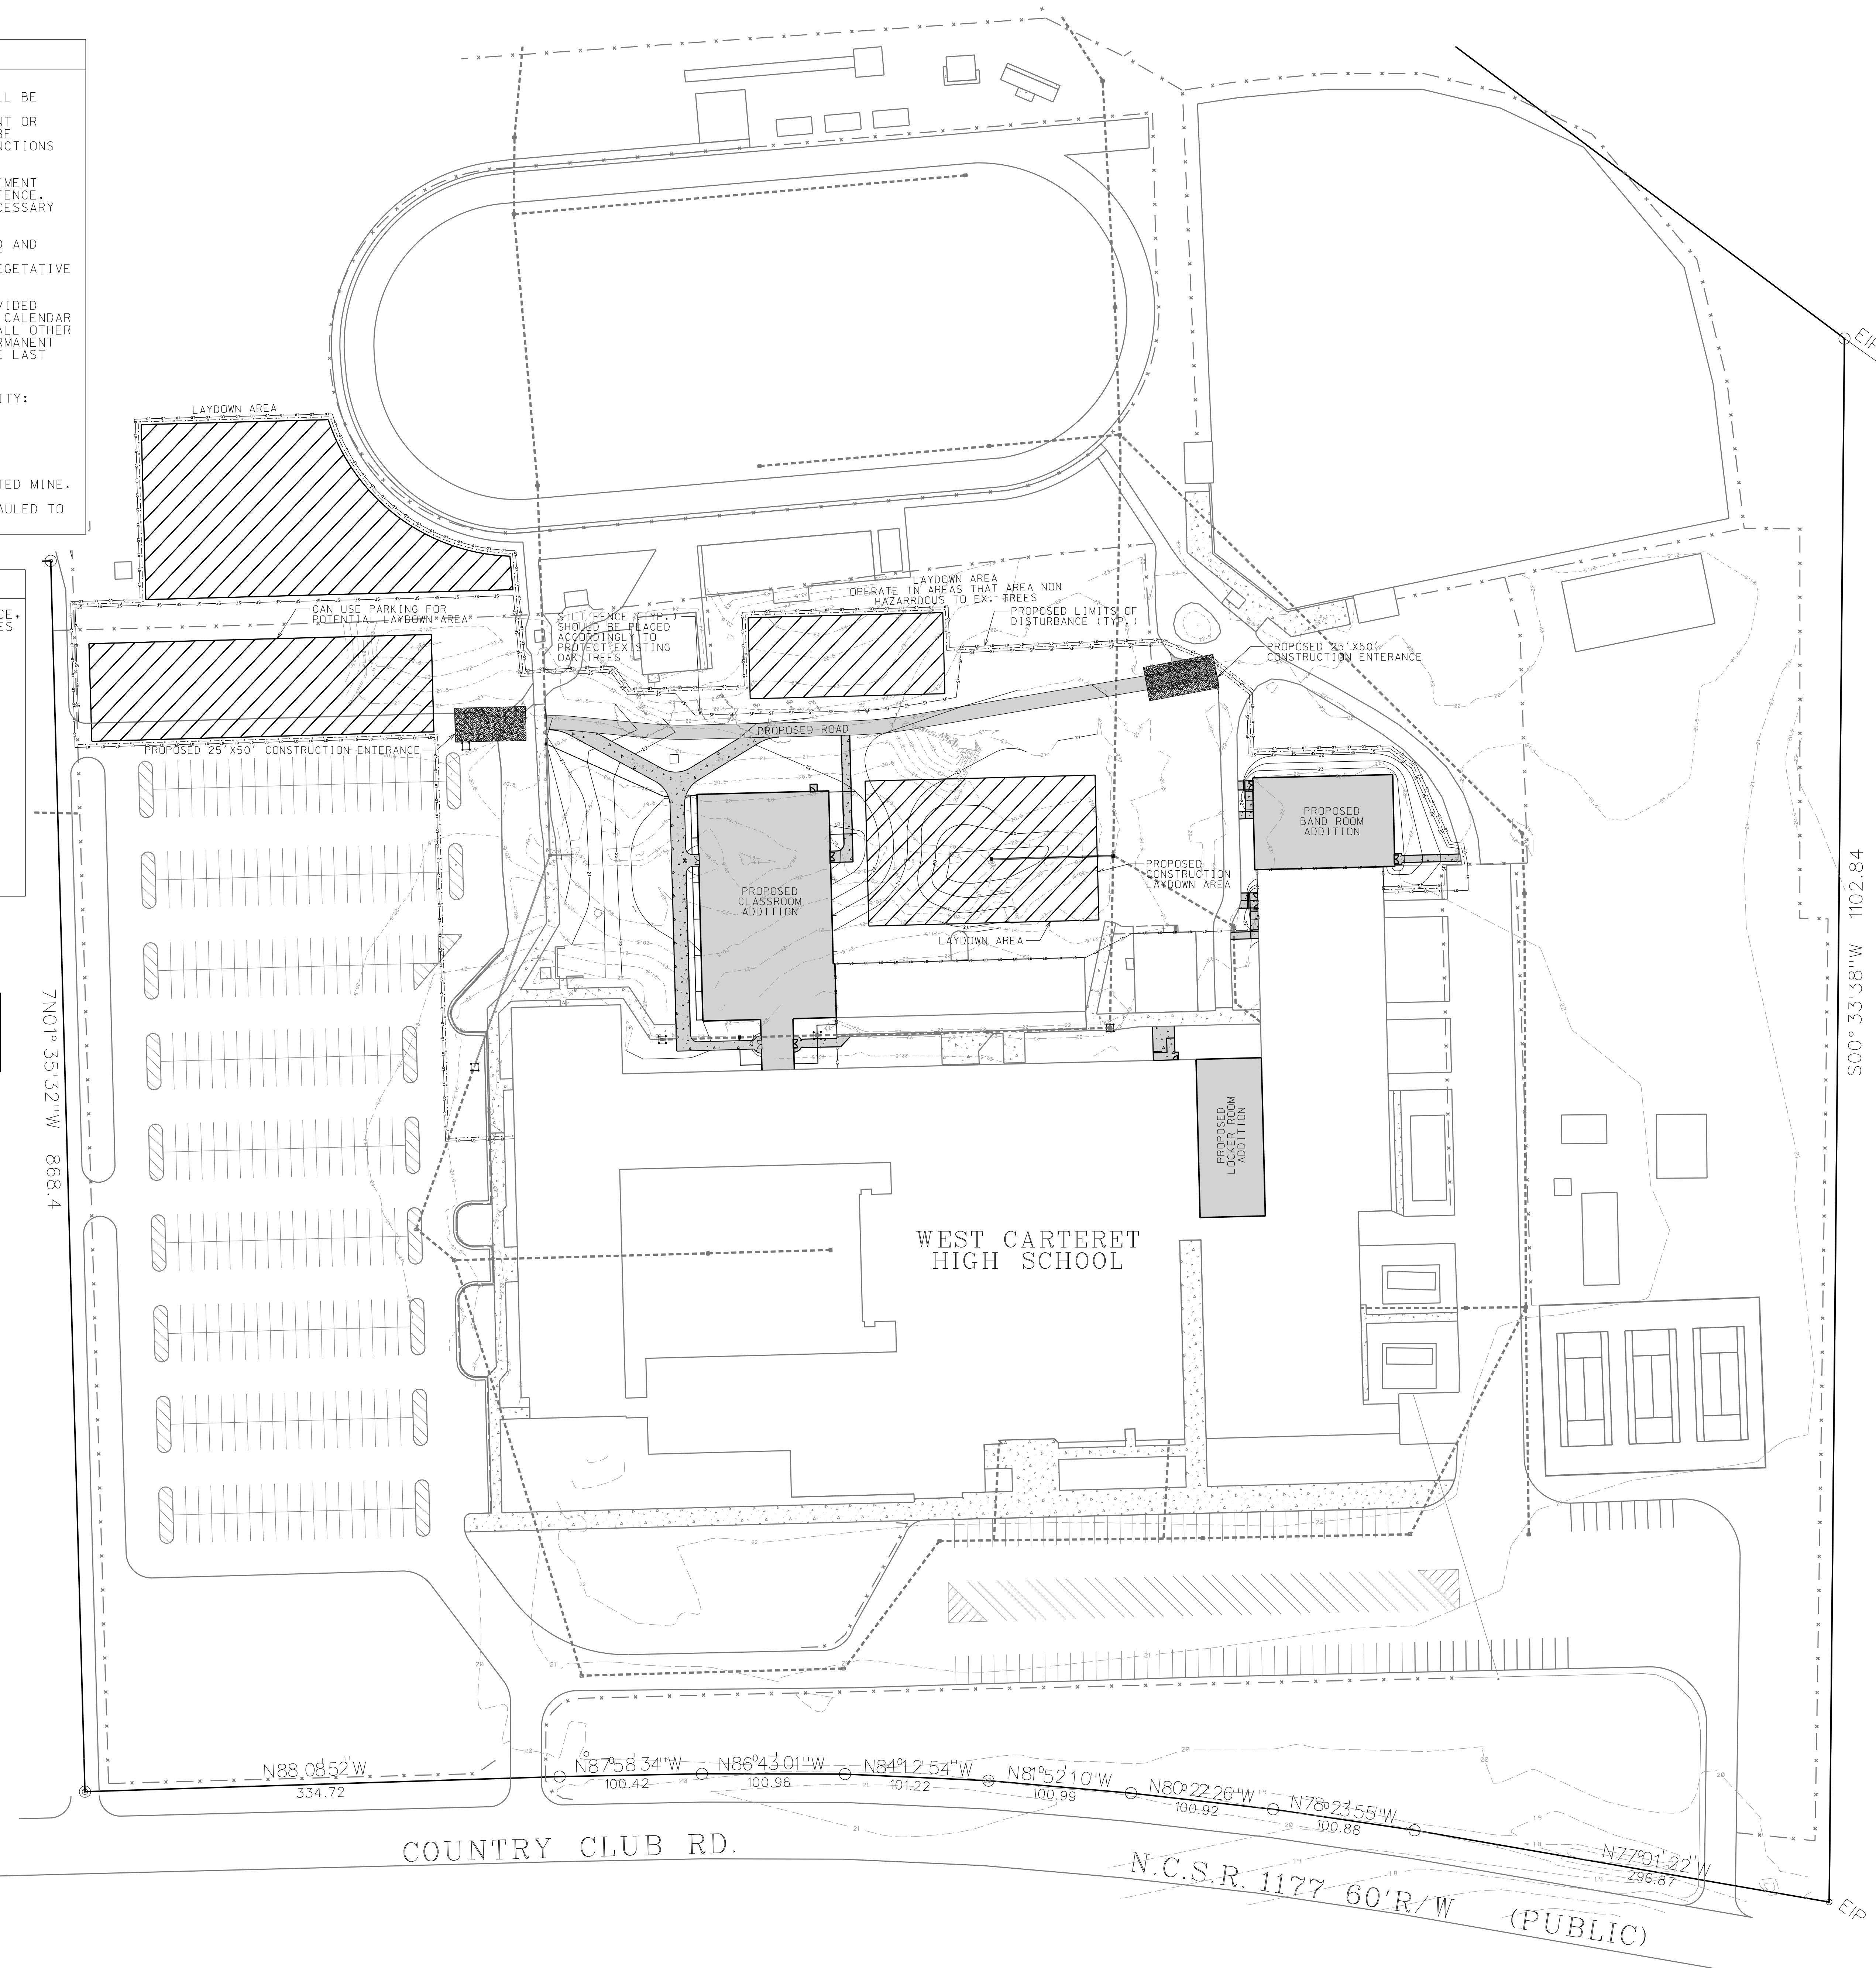 LL BE
NT OR
BE
NCTIONS
EMENT
FENCE.
CESSARY
D AND
EGETATIVE
VIDED
CALENDAR
ALL OTHER
RMANENT
E LAST
ITY:
TED MINE.
AULED TO
CE.
ES
EIP
LAYDOWN AREA
CAN USE PARKING FOR
POTENTIAL LAYDOWN AREA
SILT FENCE (TYP.)
SHOULD BE PLACED
ACCORDINGLY TO
PROTECT EXISTING
OAK TREES
LAYDOWN AREA
OPERATE IN AREAS THAT AREA NON
HAZARRDOUS TO EX. TREES
PROPOSED LIMITS OF
DISTURBANCE (TYP.)
PROPOSED 25'X50'
CONSTRUCTION ENTERANCE
PROPOSED 25'X50' CONSTRUCTION ENTERANCE
PROPOSED ROAD
PROPOSED
CLASSROOM
ADDITION
PROPOSED
BAND ROOM
ADDITION
PROPOSED
CONSTRUCTION
LAYDOWN AREA
LAYDOWN AREA
PROPOSED
LOCKER ROOM
ADDITION
WEST CARTERET
HIGH SCHOOL
7N01° 35'32"W 868.4
S00° 33'38"W 1102.84
N88 08'52"W
334.72
N87°58'34"W
100.42
N86°43'01"W
100.96
N84°12'54"W
101.22
N81°52'10"W
100.99
N80°22'26"W
100.92
N78°23'55"W
100.88
N77°01'22"W
296.87
EIP
COUNTRY CLUB RD.
N.C.S.R. 1177 60'R/W (PUBLIC)